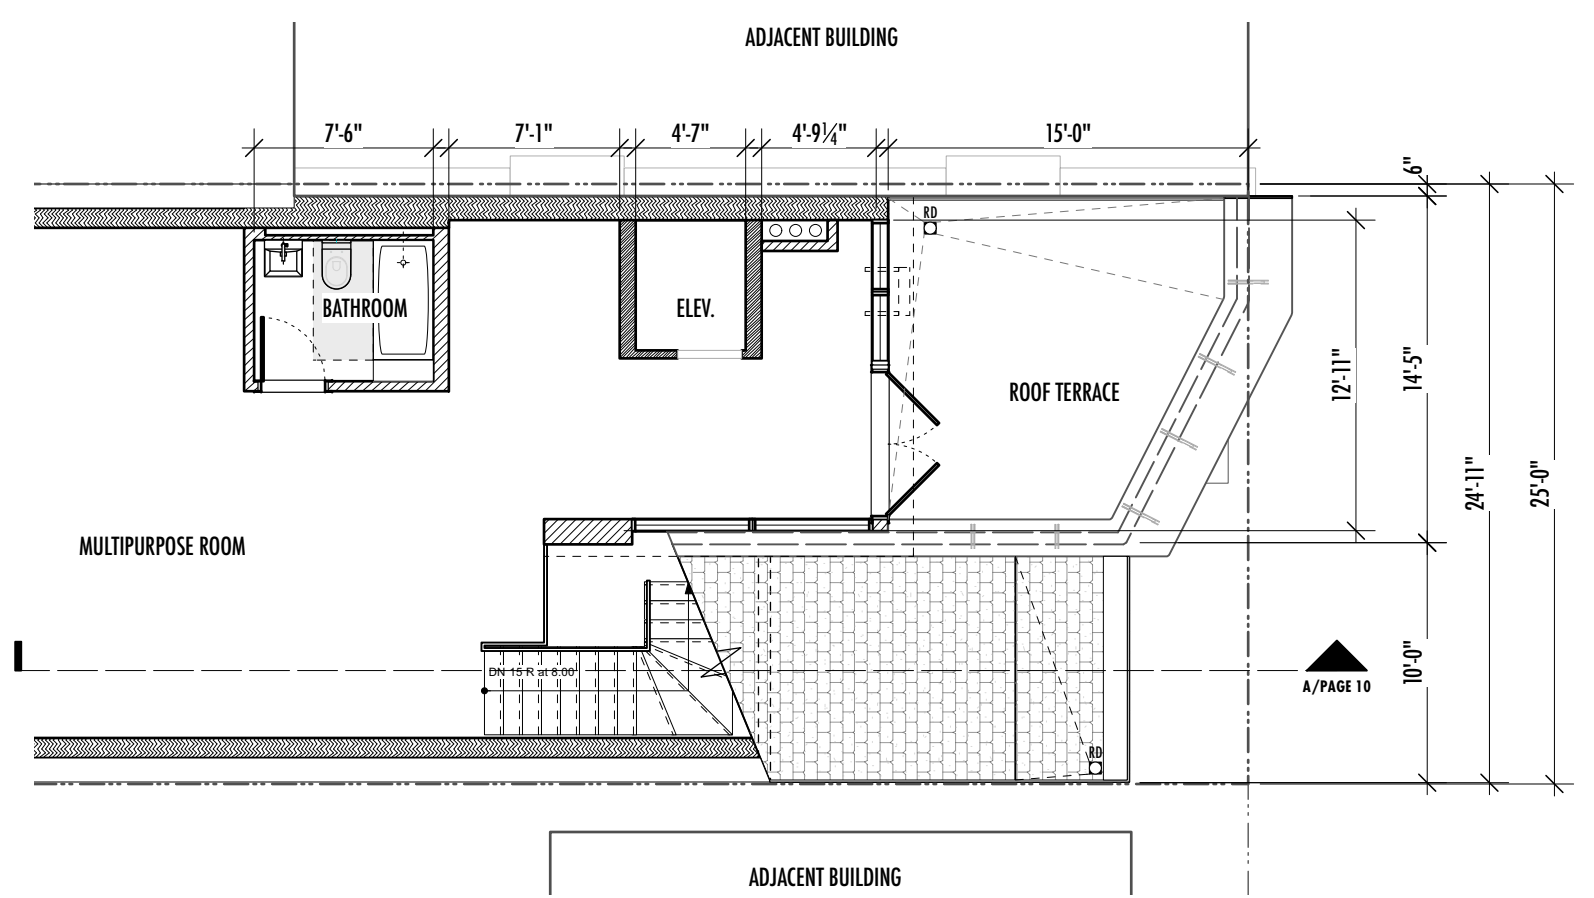 ADJACENT BUILDING
7'-6"
7'-1"
4'-7"
4'-9¼"
15'-0"
6"
RD
BATHROOM
ELEV.
ROOF TERRACE
12'-11"
14'-5"
24'-11"
25'-0"
MULTIPURPOSE ROOM
DN 15 R at 8.00
A/PAGE 10
10'-0"
RD
ADJACENT BUILDING